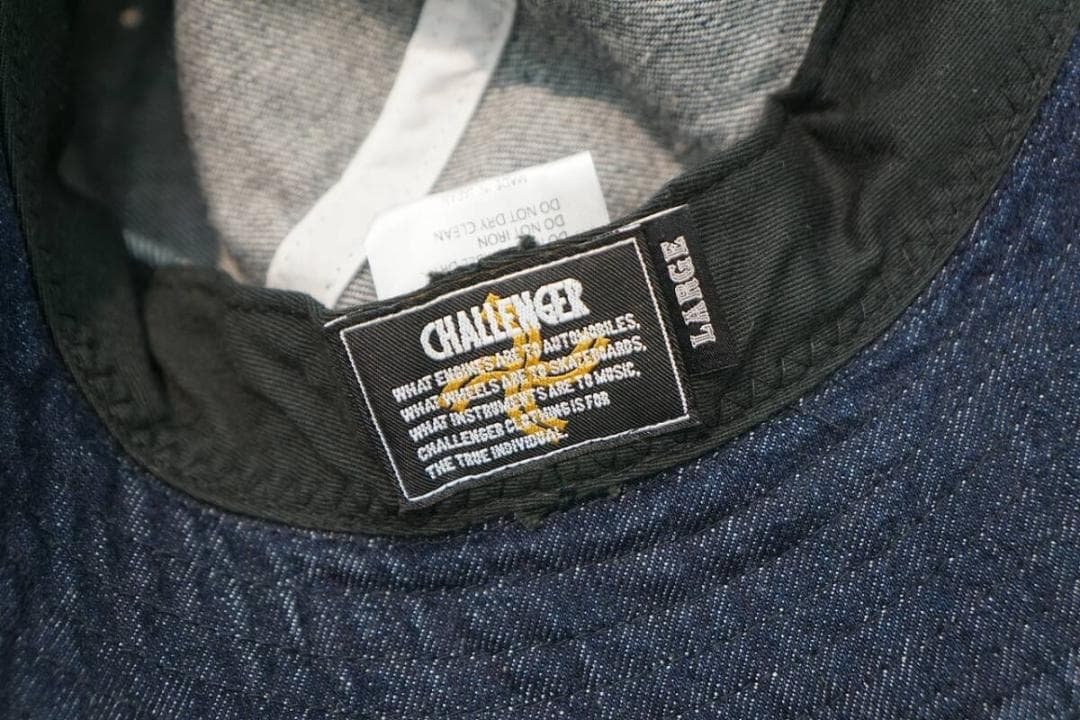 CHALLENGER
WHAT ENGINES ARE TO AUTOMOBILES,
WHAT WHEELS ARE TO SKATEBOARDS,
WHAT INSTRUMENTS ARE TO MUSIC,
CHALLENGER CLOTHING IS FOR
THE TRUE INDIVIDUAL.
LARGE
DO NOT IRON
DO NOT DRY CLEAN
MADE